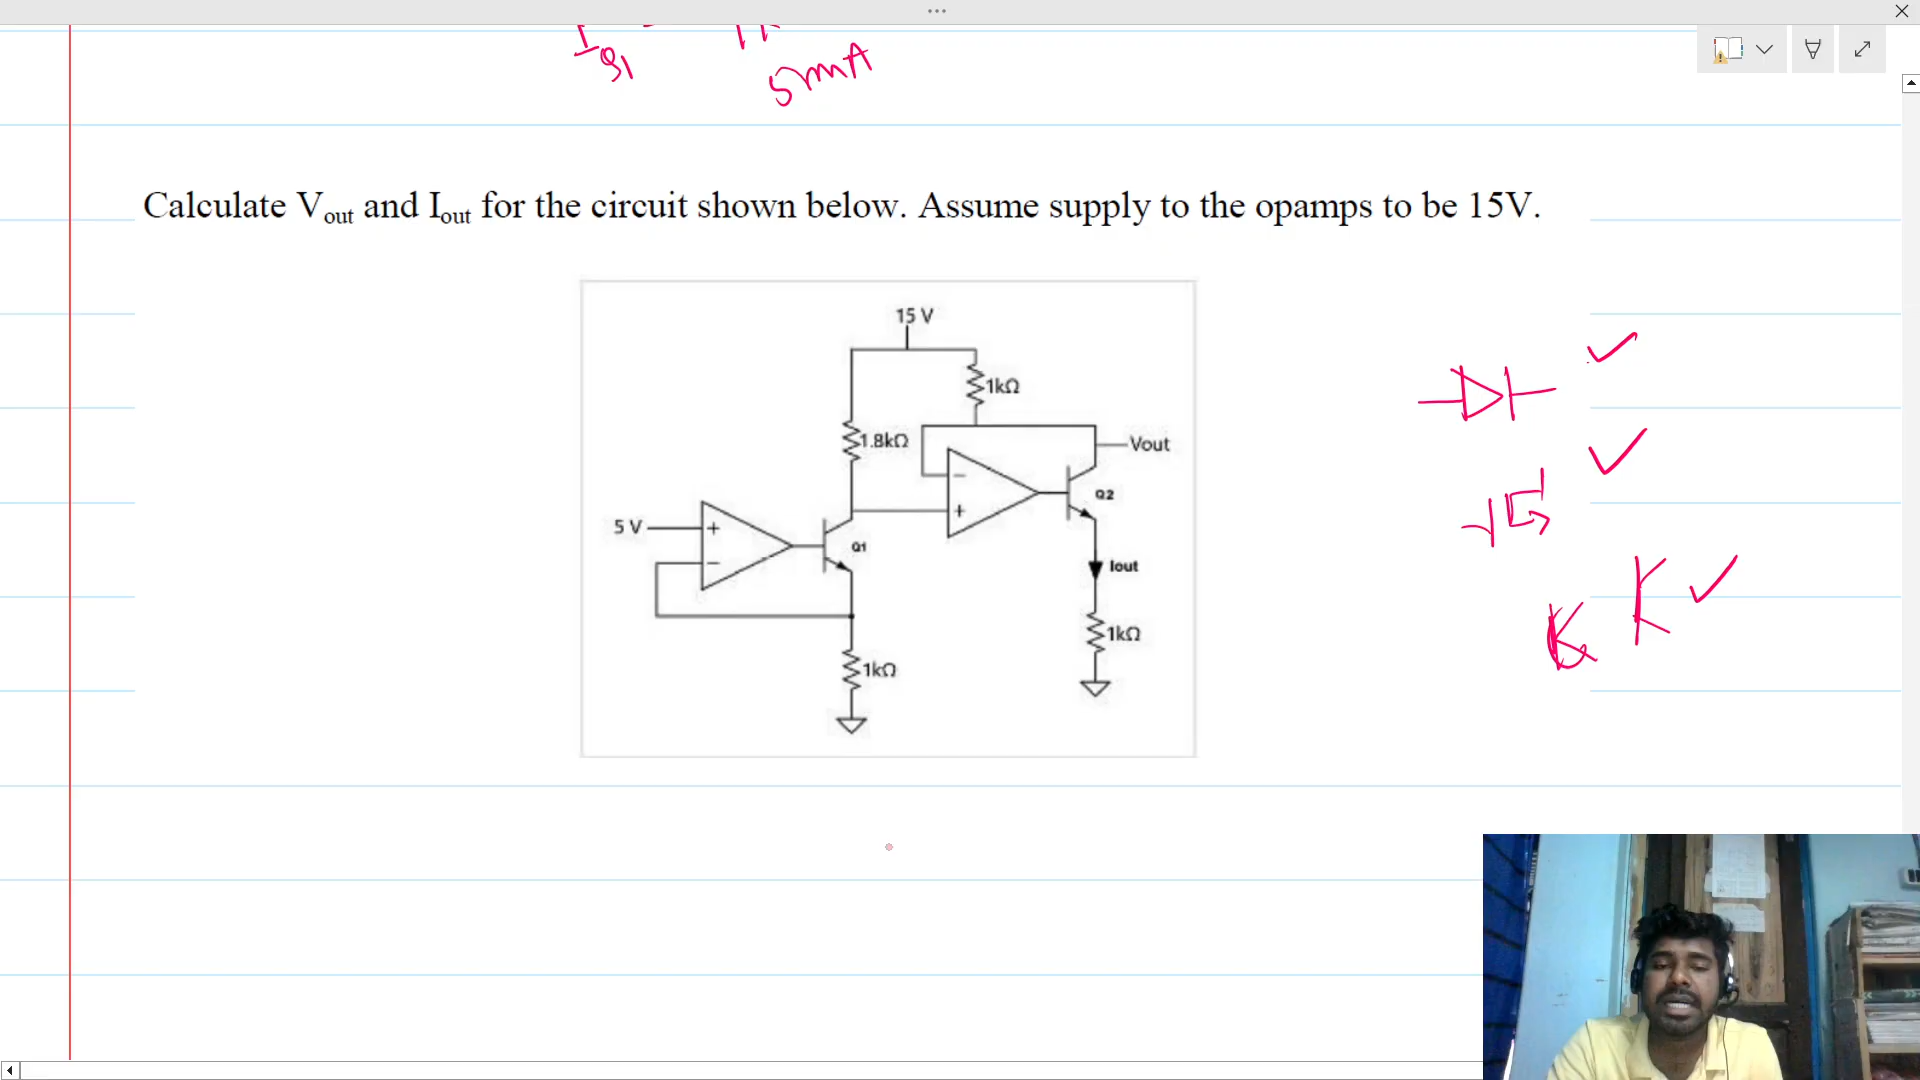 5mA
Calculate Vout and Iout for the circuit shown below. Assume supply to the opamps to be 15V.
15 V
1kΩ
1.8kΩ
Vout
Q2
5 V
Q1
Iout
1kΩ
1kΩ